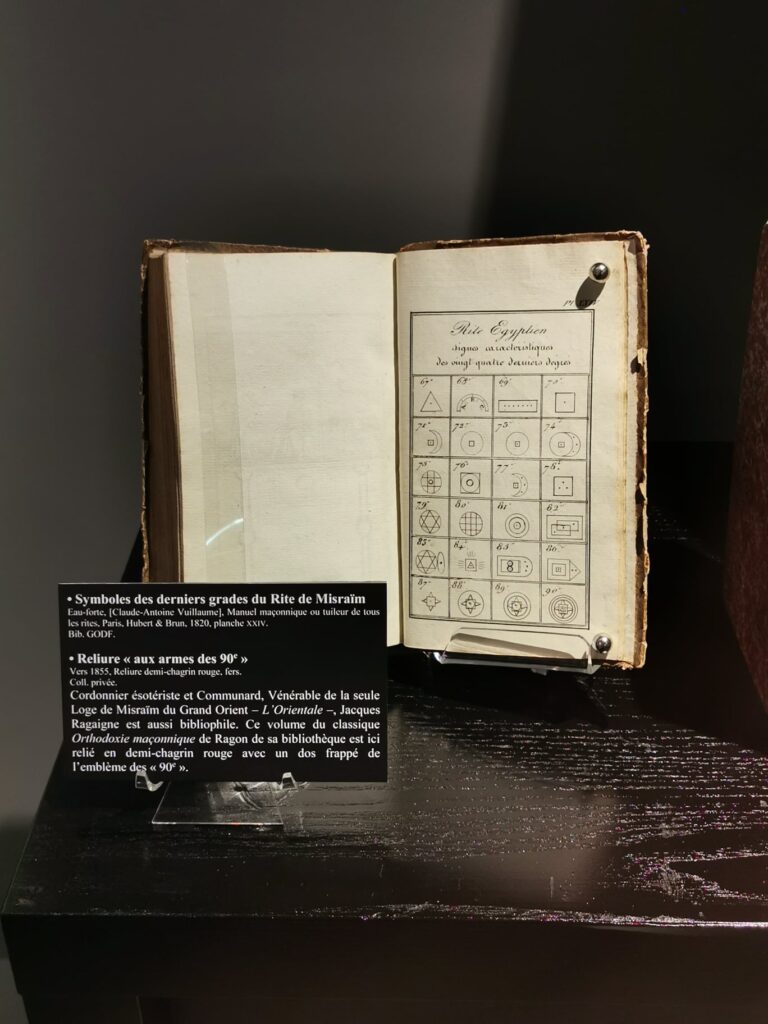 Pl. XXIV
Rite Egyptien
signes caractéristiques
des vingt quatre derniers degrés
67e 68e 69e 70e
71e 72e 73e 74e
75e 76e 77e 78e
79e 80e 81e 82e
83e 84e 85e 86e
87e 88e 89e 90e
• Symboles des derniers grades du Rite de Misraïm
Eau-forte, [Claude-Antoine Vuillaume], Manuel maçonnique ou tuileur de tous
les rites, Paris, Hubert & Brun, 1820, planche XXIV.
Bib. GODF.
• Reliure « aux armes des 90e »
Vers 1855, Reliure demi-chagrin rouge, fers.
Coll. privée.
Cordonnier ésotériste et Communard, Vénérable de la seule
Loge de Misraïm du Grand Orient – L’Orientale –, Jacques
Ragaigne est aussi bibliophile. Ce volume du classique
Orthodoxie maçonnique de Ragon de sa bibliothèque est ici
relié en demi-chagrin rouge avec un dos frappé de
l’emblème des « 90e ».